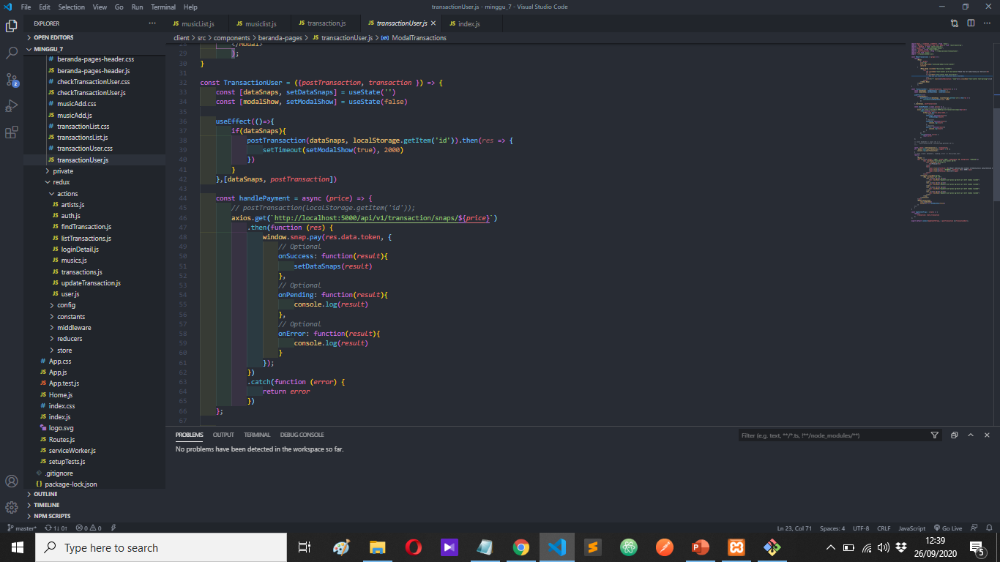 File Edit Selection View Go Run Terminal Help
transactionUser.js - minggu_7 - Visual Studio Code
EXPLORER
OPEN EDITORS
MINGGU_7
beranda-pages-header.css
beranda-pages-header.js
checkTransactionUser.css
checkTransactionUser.js
musicAdd.css
musicAdd.js
transactionList.css
transactionsList.js
transactionUser.css
transactionUser.js
private
redux
actions
artists.js
auth.js
findTransaction.js
listTransactions.js
loginDetail.js
musics.js
transactions.js
updateTransaction.js
user.js
config
constants
middleware
reducers
store
App.css
App.js
App.test.js
Home.js
index.css
index.js
logo.svg
Routes.js
serviceWorker.js
setupTests.js
.gitignore
package-lock.json
OUTLINE
TIMELINE
NPM SCRIPTS
musicList.js musiclist.js transaction.js transactionUser.js index.js
client > src > components > beranda-pages > transactionUser.js > ModalTransactions
28 </Modal>
29 );
30 }
31
32 const TransactionUser = ({postTransaction, transaction }) => {
33 const [dataSnaps, setDataSnaps] = useState('')
34 const [modalShow, setModalShow] = useState(false)
35
36 useEffect(()=>{
37 if(dataSnaps){
38 postTransaction(dataSnaps, localStorage.getItem('id')).then(res => {
39 setTimeout(setModalShow(true), 2000)
40 })
41 }
42 },[dataSnaps, postTransaction])
43
44 const handlePayment = async (price) => {
45 // postTransaction(localStorage.getItem('id'));
46 axios.get(`http://localhost:5000/api/v1/transaction/snaps/${price}`)
47 .then(function (res) {
48 window.snap.pay(res.data.token, {
49 // Optional
50 onSuccess: function(result){
51 setDataSnaps(result)
52 },
53 // Optional
54 onPending: function(result){
55 console.log(result)
56 },
57 // Optional
58 onError: function(result){
59 console.log(result)
60 }
61 });
62 })
63 .catch(function (error) {
64 return error
65 })
66 };
67
PROBLEMS OUTPUT TERMINAL DEBUG CONSOLE
Filter (e.g. text, **/*.ts, !**/node_modules/**)
No problems have been detected in the workspace so far.
master* 1↓ 0↑ 0 0
Ln 23, Col 71 Spaces: 4 UTF-8 CRLF JavaScript Go Live
Type here to search
12:39
26/09/2020
5